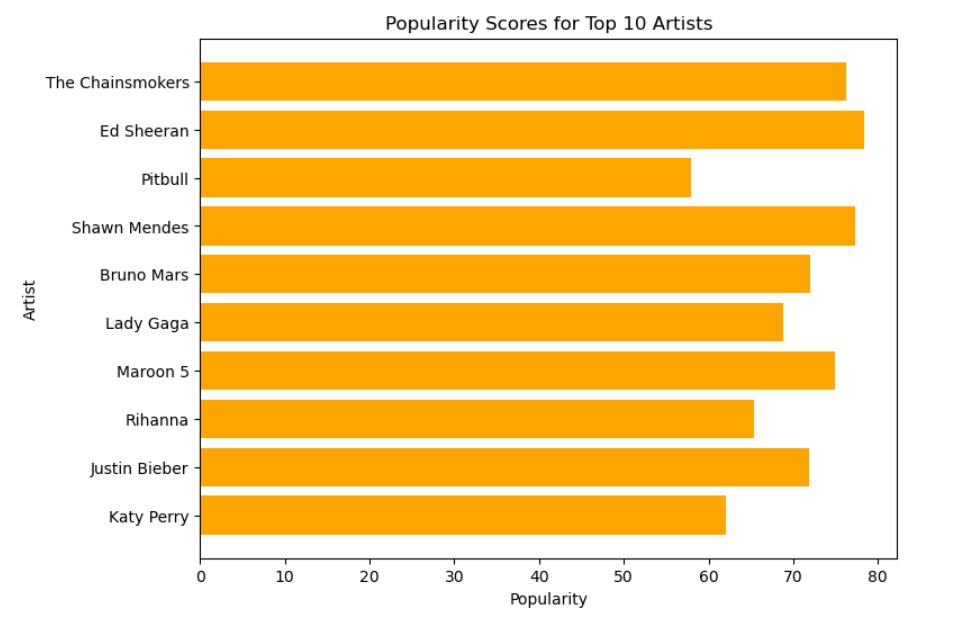 Popularity Scores for Top 10 Artists
The Chainsmokers
Ed Sheeran
Pitbull
Shawn Mendes
Bruno Mars
Lady Gaga
Maroon 5
Rihanna
Justin Bieber
Katy Perry
Artist
0 10 20 30 40 50 60 70 80
Popularity